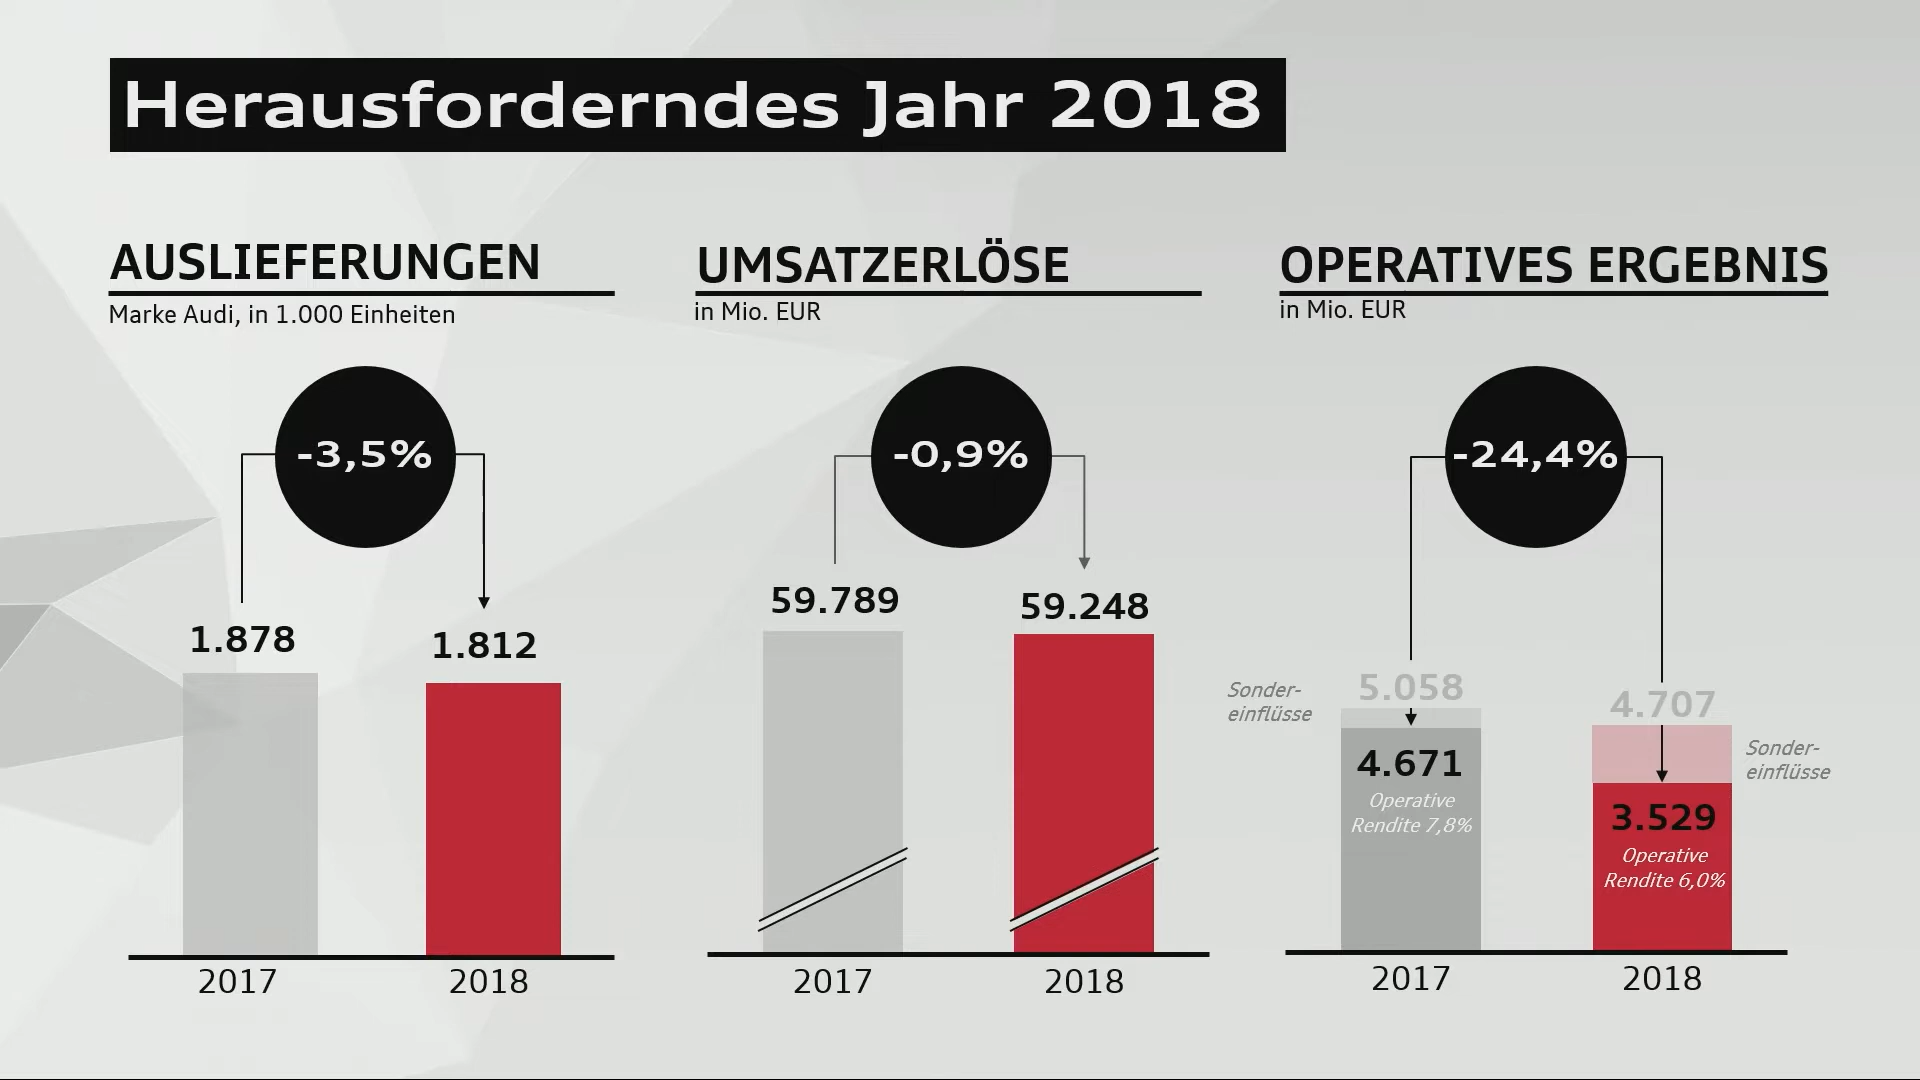 Herausforderndes Jahr 2018
AUSLIEFERUNGEN
Marke Audi, in 1.000 Einheiten
-3,5%
1.878
1.812
2017
2018
UMSATZERLÖSE
in Mio. EUR
-0,9%
59.789
59.248
2017
2018
OPERATIVES ERGEBNIS
in Mio. EUR
-24,4%
Sonder-
einflüsse
5.058
4.671
Operative
Rendite 7,8%
4.707
Sonder-
einflüsse
3.529
Operative
Rendite 6,0%
2017
2018